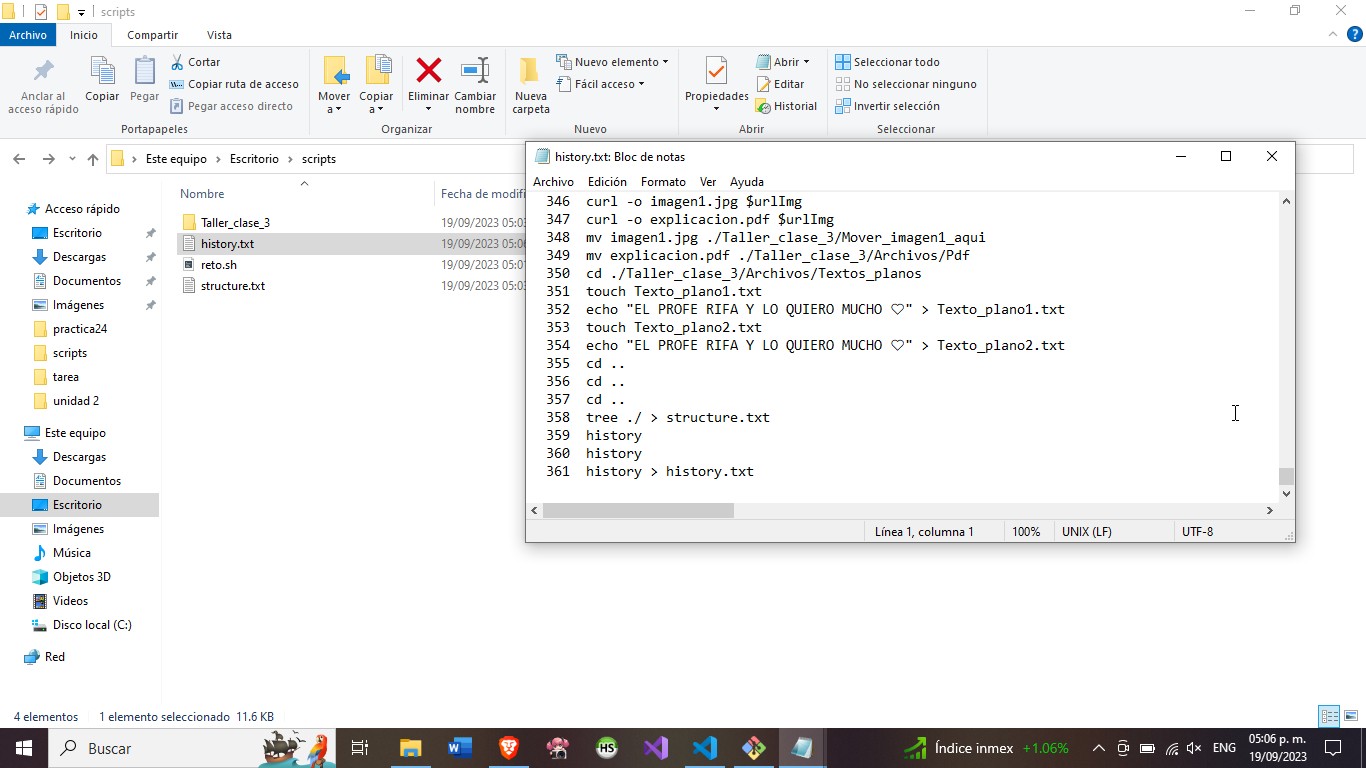 scripts
Archivo Inicio Compartir Vista
Anclar al acceso rápido
Copiar
Pegar
Cortar
Copiar ruta de acceso
Pegar acceso directo
Portapapeles
Mover a
Copiar a
Eliminar
Cambiar nombre
Organizar
Nueva carpeta
Nuevo elemento
Fácil acceso
Nuevo
Propiedades
Abrir
Editar
Historial
Abrir
Seleccionar todo
No seleccionar ninguno
Invertir selección
Seleccionar
Este equipo > Escritorio > scripts
Acceso rápido
Escritorio
Descargas
Documentos
Imágenes
practica24
scripts
tarea
unidad 2
Este equipo
Descargas
Documentos
Escritorio
Imágenes
Música
Objetos 3D
Videos
Disco local (C:)
Red
Nombre Fecha de modifi
Taller_clase_3 19/09/2023 05:03
history.txt 19/09/2023 05:06
reto.sh 19/09/2023 05:01
structure.txt 19/09/2023 05:03
history.txt: Bloc de notas
Archivo Edición Formato Ver Ayuda
346 curl -o imagen1.jpg $urlImg
347 curl -o explicacion.pdf $urlImg
348 mv imagen1.jpg ./Taller_clase_3/Mover_imagen1_aqui
349 mv explicacion.pdf ./Taller_clase_3/Archivos/Pdf
350 cd ./Taller_clase_3/Archivos/Textos_planos
351 touch Texto_plano1.txt
352 echo "EL PROFE RIFA Y LO QUIERO MUCHO ♡" > Texto_plano1.txt
353 touch Texto_plano2.txt
354 echo "EL PROFE RIFA Y LO QUIERO MUCHO ♡" > Texto_plano2.txt
355 cd ..
356 cd ..
357 cd ..
358 tree ./ > structure.txt
359 history
360 history
361 history > history.txt
Línea 1, columna 1 100% UNIX (LF) UTF-8
4 elementos 1 elemento seleccionado 11.6 KB
Buscar
HS
Índice inmex +1.06%
ENG
05:06 p. m.
19/09/2023